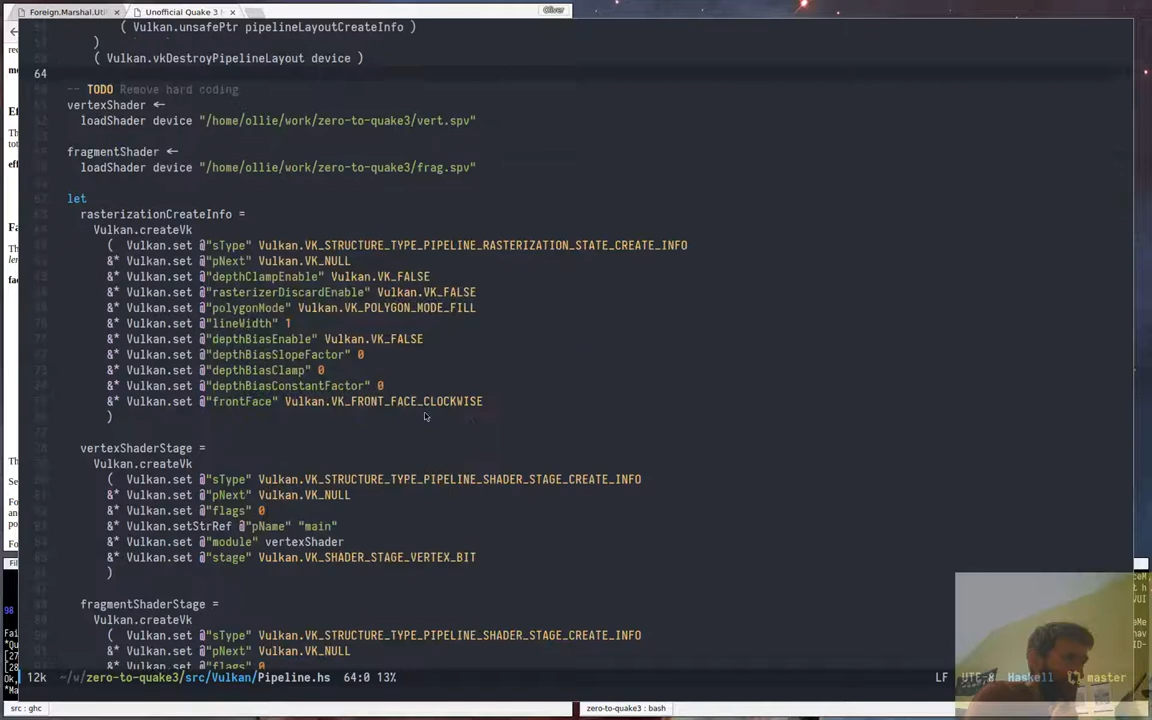 Foreign.Marshal.Uti × Unofficial Quake 3 × Oliver
( Vulkan.unsafePtr pipelineLayoutCreateInfo )
)
( Vulkan.vkDestroyPipelineLayout device )
64
-- TODO Remove hard coding
vertexShader ←
loadShader device "/home/ollie/work/zero-to-quake3/vert.spv"
fragmentShader ←
loadShader device "/home/ollie/work/zero-to-quake3/frag.spv"
let
rasterizationCreateInfo =
Vulkan.createVk
( Vulkan.set @"sType" Vulkan.VK_STRUCTURE_TYPE_PIPELINE_RASTERIZATION_STATE_CREATE_INFO
&* Vulkan.set @"pNext" Vulkan.VK_NULL
&* Vulkan.set @"depthClampEnable" Vulkan.VK_FALSE
&* Vulkan.set @"rasterizerDiscardEnable" Vulkan.VK_FALSE
&* Vulkan.set @"polygonMode" Vulkan.VK_POLYGON_MODE_FILL
&* Vulkan.set @"lineWidth" 1
&* Vulkan.set @"depthBiasEnable" Vulkan.VK_FALSE
&* Vulkan.set @"depthBiasSlopeFactor" 0
&* Vulkan.set @"depthBiasClamp" 0
&* Vulkan.set @"depthBiasConstantFactor" 0
&* Vulkan.set @"frontFace" Vulkan.VK_FRONT_FACE_CLOCKWISE
)
vertexShaderStage =
Vulkan.createVk
( Vulkan.set @"sType" Vulkan.VK_STRUCTURE_TYPE_PIPELINE_SHADER_STAGE_CREATE_INFO
&* Vulkan.set @"pNext" Vulkan.VK_NULL
&* Vulkan.set @"flags" 0
&* Vulkan.setStrRef @"pName" "main"
&* Vulkan.set @"module" vertexShader
&* Vulkan.set @"stage" Vulkan.VK_SHADER_STAGE_VERTEX_BIT
)
fragmentShaderStage =
Vulkan.createVk
( Vulkan.set @"sType" Vulkan.VK_STRUCTURE_TYPE_PIPELINE_SHADER_STAGE_CREATE_INFO
&* Vulkan.set @"pNext" Vulkan.VK_NULL
&* Vulkan.set @"flags" 0
12k ~/w/zero-to-quake3/src/Vulkan/Pipeline.hs 64:0 13% LF UTF-8 Haskell master
src : ghc zero-to-quake3 : bash